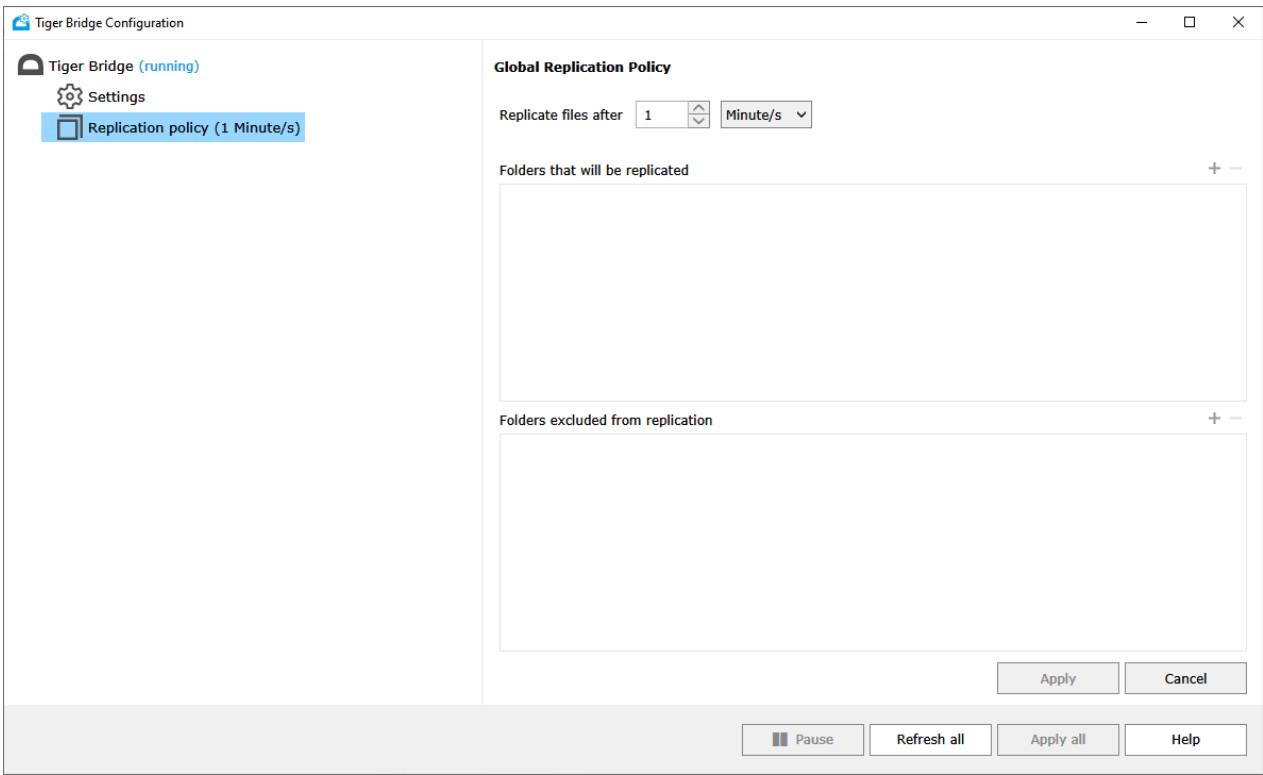 Tiger Bridge Configuration
Tiger Bridge (running)
Settings
Replication policy (1 Minute/s)
Global Replication Policy
Replicate files after 1 Minute/s
Folders that will be replicated
Folders excluded from replication
Apply Cancel
Pause Refresh all Apply all Help